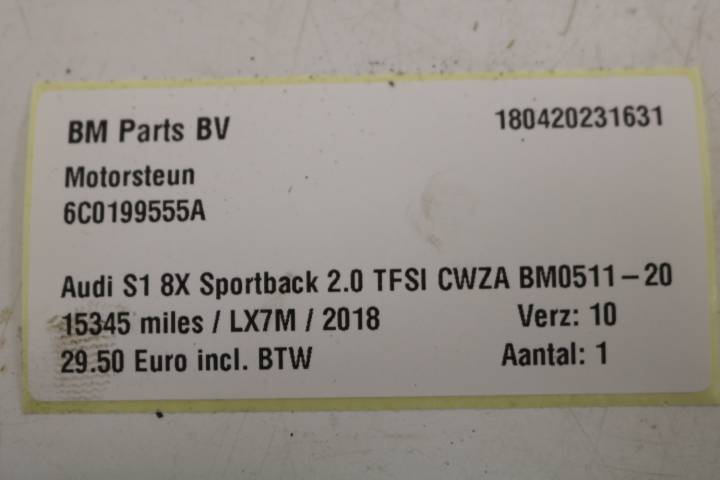 BM Parts BV 180420231631
Motorsteun
6C0199555A
Audi S1 8X Sportback 2.0 TFSI CWZA BM0511-20
15345 miles / LX7M / 2018 Verz: 10
29.50 Euro incl. BTW Aantal: 1